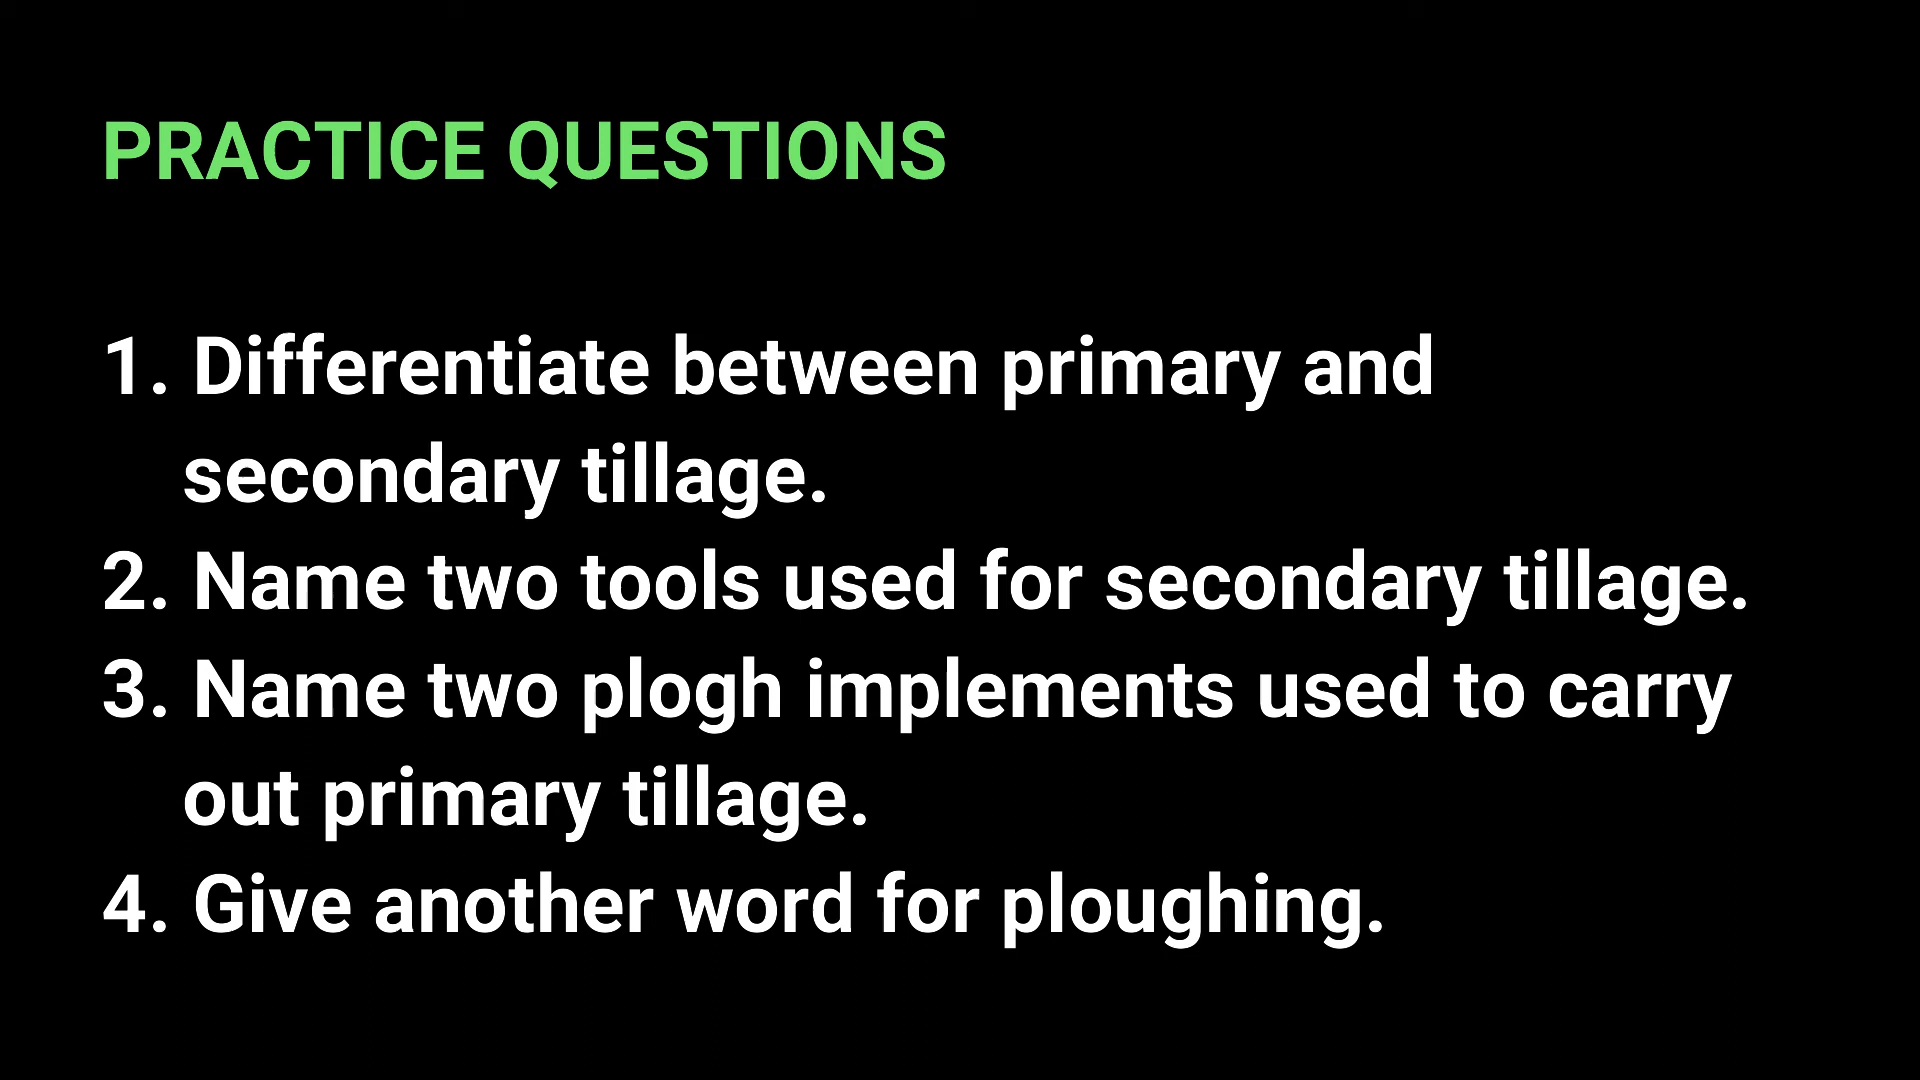 PRACTICE QUESTIONS
1. Differentiate between primary and
secondary tillage.
2. Name two tools used for secondary tillage.
3. Name two plogh implements used to carry
out primary tillage.
4. Give another word for ploughing.